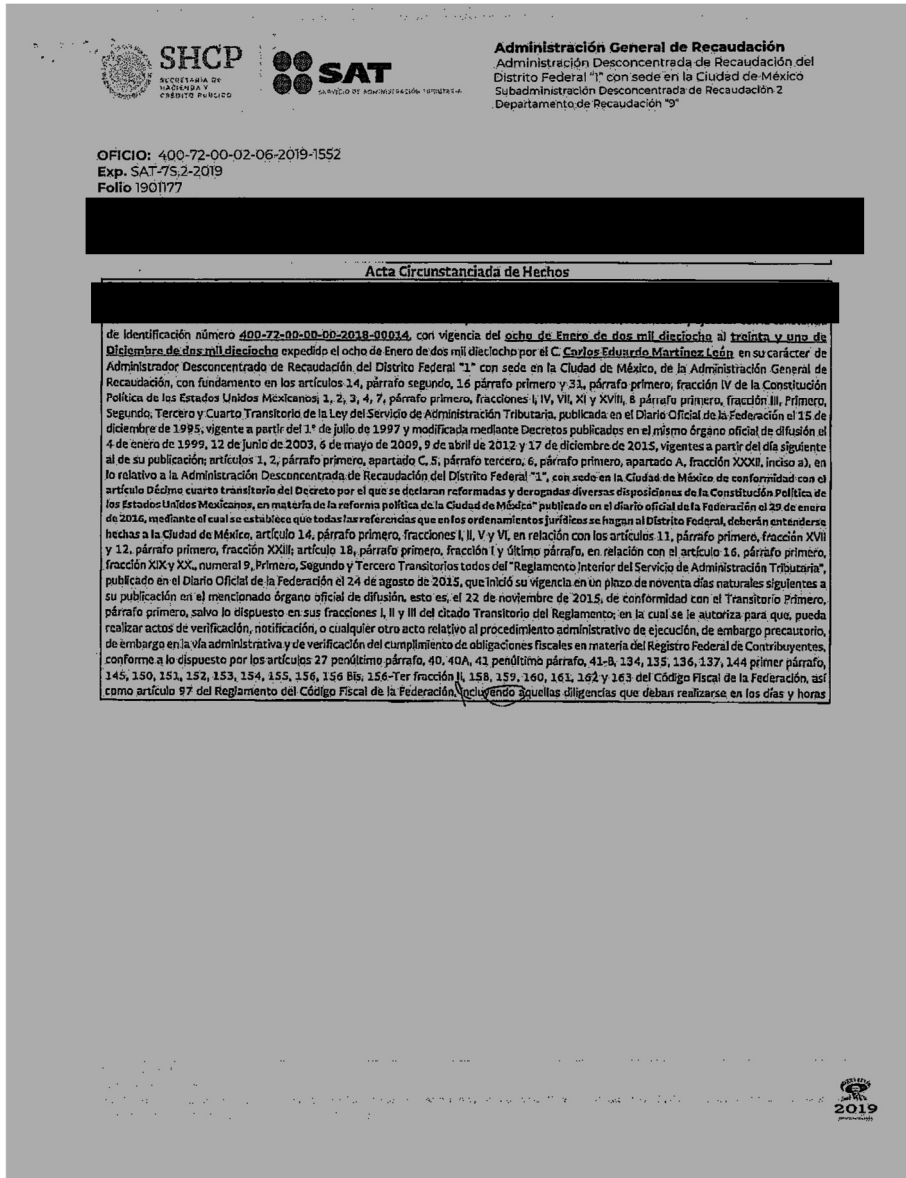 SHCP
SECRETARÍA DE
HACIENDA Y
CRÉDITO PÚBLICO
SAT
SERVICIO DE ADMINISTRACIÓN TRIBUTARIA
Administración General de Recaudación
Administración Desconcentrada de Recaudación del
Distrito Federal "1" con sede en la Ciudad de México
Subadministración Desconcentrada de Recaudación 2
Departamento de Recaudación "9"
OFICIO: 400-72-00-02-06-2019-1552
Exp. SAT-7S.2-2019
Folio 1901177
Acta Circunstanciada de Hechos
de identificación número 400-72-00-00-00-2018-00014, con vigencia del ocho de Enero de dos mil dieciocho al treinta y uno de
Diciembre de dos mil dieciocho expedido el ocho de Enero de dos mil dieciocho por el C. Carlos Eduardo Martínez León en su carácter de
Administrador Desconcentrado de Recaudación del Distrito Federal "1" con sede en la Ciudad de México, de la Administración General de
Recaudación, con fundamento en los artículos 14, párrafo segundo, 16 párrafo primero y 31, párrafo primero, fracción IV de la Constitución
Política de los Estados Unidos Mexicanos; 1, 2, 3, 4, 7, párrafo primero, fracciones I, IV, VII, XI y XVIII, 8 párrafo primero, fracción III, Primero,
Segundo, Tercero y Cuarto Transitorio de la Ley del Servicio de Administración Tributaria, publicada en el Diario Oficial de la Federación el 15 de
diciembre de 1995, vigente a partir del 1° de julio de 1997 y modificada mediante Decretos publicados en el mismo órgano oficial de difusión el
4 de enero de 1999, 12 de junio de 2003, 6 de mayo de 2009, 9 de abril de 2012 y 17 de diciembre de 2015, vigentes a partir del día siguiente
al de su publicación; artículos 1, 2, párrafo primero, apartado C, 5, párrafo tercero, 6, párrafo primero, apartado A, fracción XXXII, inciso a), en
lo relativo a la Administración Desconcentrada de Recaudación del Distrito Federal "1", con sede en la Ciudad de México de conformidad con el
artículo Décimo cuarto transitorio del Decreto por el que se declaran reformadas y derogadas diversas disposiciones de la Constitución Política de
los Estados Unidos Mexicanos, en materia de la reforma política de la Ciudad de México" publicado en el diario oficial de la Federación el 29 de enero
de 2016, mediante el cual se establece que todas las referencias que en los ordenamientos jurídicos se hagan al Distrito Federal, deberán entenderse
hechas a la Ciudad de México, artículo 14, párrafo primero, fracciones I, II, V y VI, en relación con los artículos 11, párrafo primero, fracción XVII
y 12, párrafo primero, fracción XXIII; artículo 18, párrafo primero, fracción I y último párrafo, en relación con el artículo 16, párrafo primero,
fracción XIX y XX, numeral 9, Primero, Segundo y Tercero Transitorios todos del "Reglamento Interior del Servicio de Administración Tributaria",
publicado en el Diario Oficial de la Federación el 24 de agosto de 2015, que inició su vigencia en un plazo de noventa días naturales siguientes a
su publicación en el mencionado órgano oficial de difusión, esto es, el 22 de noviembre de 2015, de conformidad con el Transitorio Primero,
párrafo primero, salvo lo dispuesto en sus fracciones I, II y III del citado Transitorio del Reglamento; en la cual se le autoriza para que, pueda
realizar actos de verificación, notificación, o cualquier otro acto relativo al procedimiento administrativo de ejecución, de embargo precautorio,
de embargo en la vía administrativa y de verificación del cumplimiento de obligaciones fiscales en materia del Registro Federal de Contribuyentes,
conforme a lo dispuesto por los artículos 27 penúltimo párrafo, 40, 40A, 41 penúltimo párrafo, 41-B, 134, 135, 136, 137, 144 primer párrafo,
145, 150, 151, 152, 153, 154, 155, 156, 156 Bis, 156-Ter fracción II, 158, 159, 160, 161, 162 y 163 del Código Fiscal de la Federación, así
como artículo 97 del Reglamento del Código Fiscal de la Federación, incluyendo aquellas diligencias que deban realizarse en los días y horas
2019